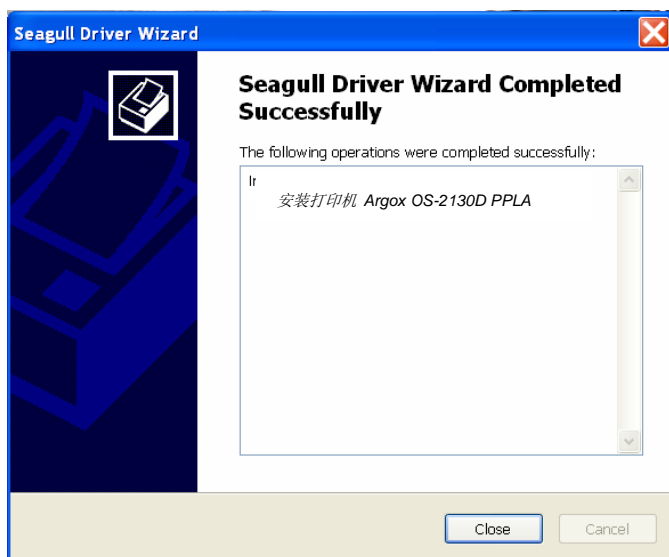 Seagull Driver Wizard
Seagull Driver Wizard Completed
Successfully
The following operations were completed successfully:
安装打印机 Argox OS-2130D PPLA
Close
Cancel